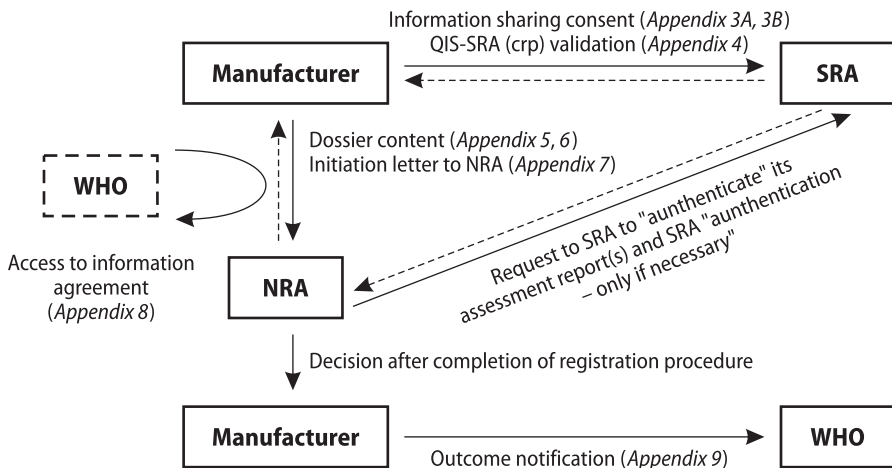 Information sharing consent (Appendix 3A, 3B)
QIS-SRA (crp) validation (Appendix 4)
Manufacturer
SRA
Dossier content (Appendix 5, 6)
Initiation letter to NRA (Appendix 7)
WHO
Access to information
agreement
(Appendix 8)
NRA
Request to SRA to "aunthenticate" its
assessment report(s) and SRA "aunthentication
– only if necessary"
Decision after completion of registration procedure
Manufacturer
WHO
Outcome notification (Appendix 9)